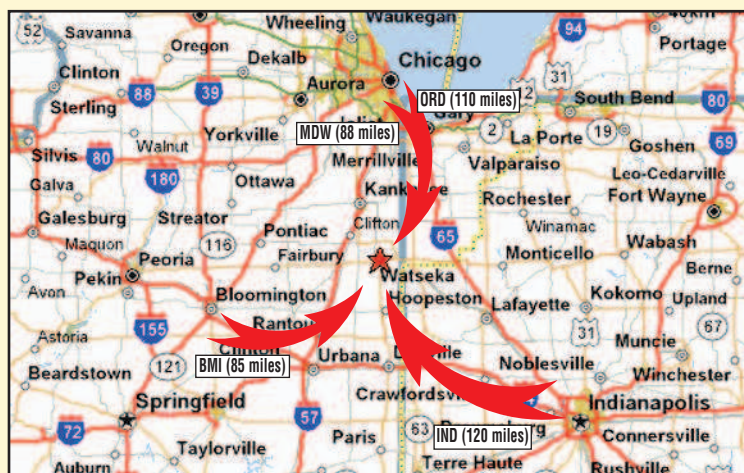 Waukegan
40km
52
Savanna
Wheeling
94
Oregon
Portage
Dekalb
Chicago
Clinton
31
Aurora
ORD (110 miles)
12
88
39
South Bend
80
Sterling
Joliet
Gary
Yorkville
MDW (88 miles)
2
19
Walnut
La Porte
Goshen
Silvis
80
Merrillville
69
Valparaiso
180
Leo-Cedarville
Galva
Ottawa
Kankakee
Rochester
Fort Wayne
Galesburg
Streator
Clifton
Winamac
65
116
Pontiac
Wabash
Maquon
Peoria
Fairbury
Monticello
Berne
Pekin
Watseka
Avon
Bloomington
Hoopeston
Kokomo
Upland
Lafayette
Rantoul
155
31
67
Astoria
Muncie
Clinton
Urbana
Danville
Noblesville
121
BMI (85 miles)
Winchester
Beardstown
Crawfordsville
Springfield
Indianapolis
57
72
63
IND (120 miles)
Connersville
Taylorville
Paris
Auburn
Terre Haute
Rushville